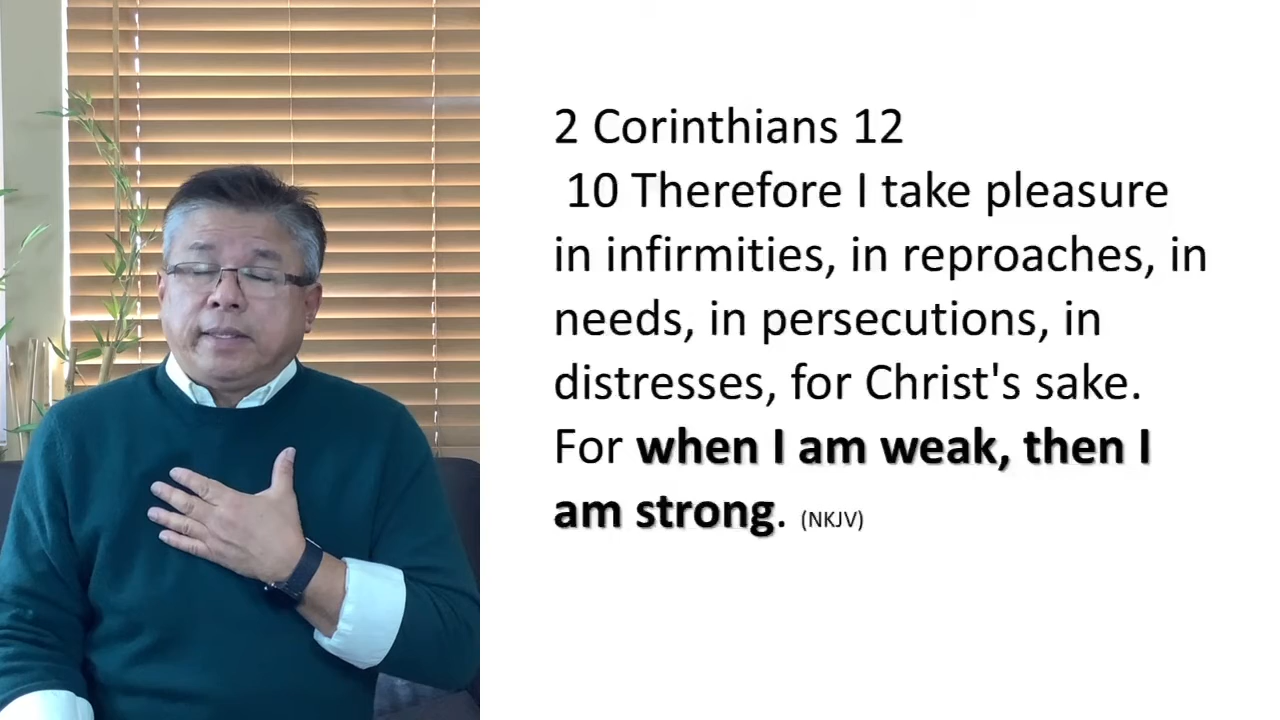 2 Corinthians 12
10 Therefore I take pleasure
in infirmities, in reproaches, in
needs, in persecutions, in
distresses, for Christ's sake.
For when I am weak, then I
am strong. (NKJV)